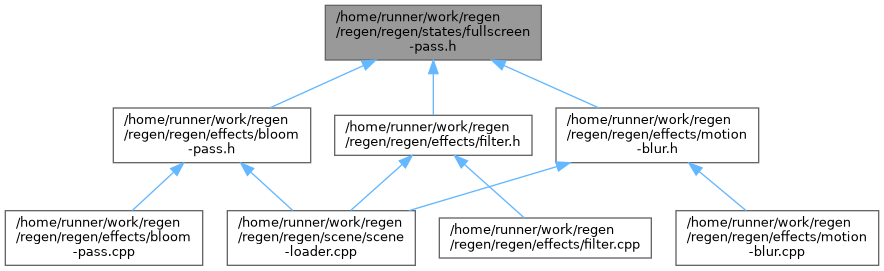 /home/runner/work/regen
/regen/regen/states/fullscreen
-pass.h
/home/runner/work/regen
/regen/regen/effects/bloom
-pass.h
/home/runner/work/regen
/regen/regen/effects/filter.h
/home/runner/work/regen
/regen/regen/effects/motion
-blur.h
/home/runner/work/regen
/regen/regen/effects/bloom
-pass.cpp
/home/runner/work/regen
/regen/regen/scene/scene
-loader.cpp
/home/runner/work/regen
/regen/regen/effects/filter.cpp
/home/runner/work/regen
/regen/regen/effects/motion
-blur.cpp